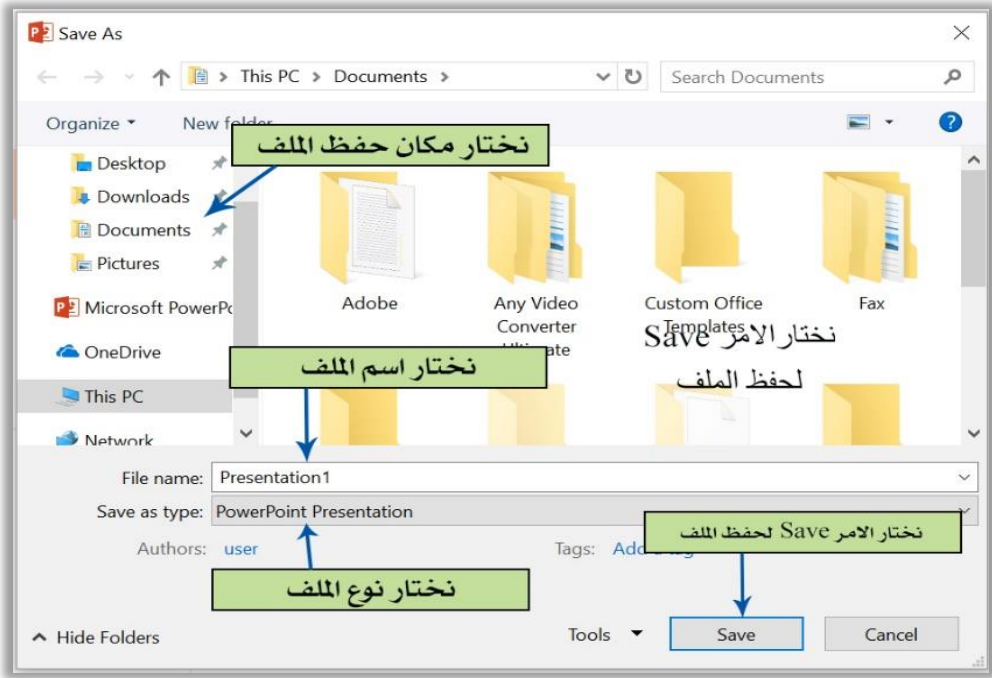 Save As
This PC > Documents >
Search Documents
Organize
New folder
نختار مكان حفظ الملف
Desktop
Downloads
Documents
Pictures
Microsoft PowerPo
OneDrive
This PC
Network
Adobe
Any Video
Converter
Ultimate
Custom Office
Templates
Fax
نختار الامر Save
لحفظ الملف
نختار اسم الملف
File name: Presentation1
Save as type: PowerPoint Presentation
Authors: user
Tags: Add a tag
نختار الامر Save لحفظ الملف
نختار نوع الملف
Hide Folders
Tools
Save
Cancel